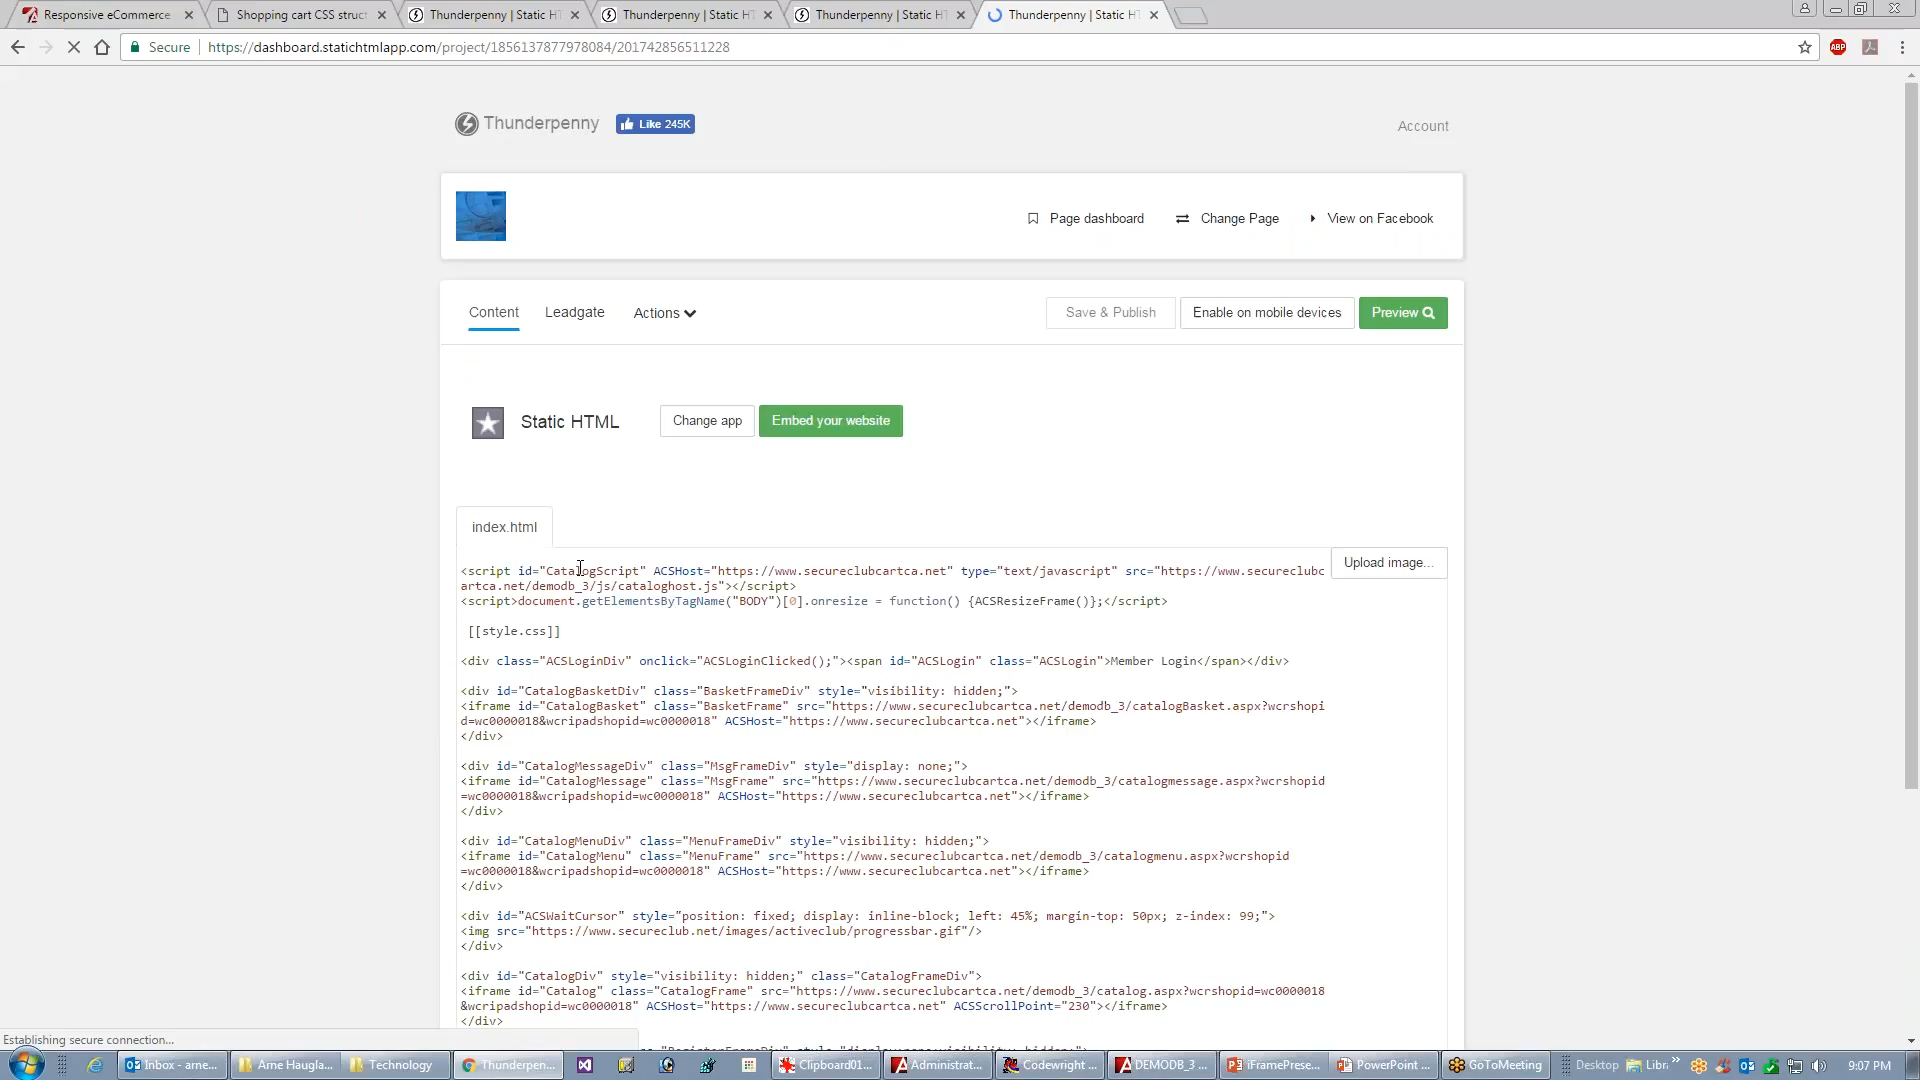 Responsive eCommerce
Shopping cart CSS struct
Thunderpenny | Static H
Thunderpenny | Static H
Thunderpenny | Static H
Thunderpenny | Static H
Secure
https://dashboard.statichtmlapp.com/project/1856137877978084/201742856511228
ABP
Thunderpenny
Like 245K
Account
Page dashboard
Change Page
View on Facebook
Content
Leadgate
Actions
Save & Publish
Enable on mobile devices
Preview
Static HTML
Change app
Embed your website
index.html
Upload image...
<script id="CatalogScript" ACSHost="https://www.secureclubcartca.net" type="text/javascript" src="https://www.secureclubc
artca.net/demodb_3/js/cataloghost.js"></script>
<script>document.getElementsByTagName("BODY")[0].onresize = function() {ACSResizeFrame()};</script>
[[style.css]]
<div class="ACSLoginDiv" onclick="ACSLoginClicked();"><span id="ACSLogin" class="ACSLogin">Member Login</span></div>
<div id="CatalogBasketDiv" class="BasketFrameDiv" style="visibility: hidden;">
<iframe id="CatalogBasket" class="BasketFrame" src="https://www.secureclubcartca.net/demodb_3/catalogBasket.aspx?wcrshopi
d=wc0000018&wcripadshopid=wc0000018" ACSHost="https://www.secureclubcartca.net"></iframe>
</div>
<div id="CatalogMessageDiv" class="MsgFrameDiv" style="display: none;">
<iframe id="CatalogMessage" class="MsgFrame" src="https://www.secureclubcartca.net/demodb_3/catalogmessage.aspx?wcrshopid
=wc0000018&wcripadshopid=wc0000018" ACSHost="https://www.secureclubcartca.net"></iframe>
</div>
<div id="CatalogMenuDiv" class="MenuFrameDiv" style="visibility: hidden;">
<iframe id="CatalogMenu" class="MenuFrame" src="https://www.secureclubcartca.net/demodb_3/catalogmenu.aspx?wcrshopid
=wc0000018&wcripadshopid=wc0000018" ACSHost="https://www.secureclubcartca.net"></iframe>
</div>
<div id="ACSWaitCursor" style="position: fixed; display: inline-block; left: 45%; margin-top: 50px; z-index: 99;">
<img src="https://www.secureclub.net/images/activeclub/progressbar.gif"/>
</div>
<div id="CatalogDiv" style="visibility: hidden;" class="CatalogFrameDiv">
<iframe id="Catalog" class="CatalogFrame" src="https://www.secureclubcartca.net/demodb_3/catalog.aspx?wcrshopid=wc0000018
&wcripadshopid=wc0000018" ACSHost="https://www.secureclubcartca.net" ACSScrollPoint="230"></iframe>
</div>
Establishing secure connection...
Inbox - arne...
Arne Haugla...
Technology
Thunderpen...
Clipboard01...
Administrat...
Codewright ...
DEMODB_3 ...
iFramePrese...
PowerPoint ...
GoToMeeting
Desktop
Libr
9:07 PM